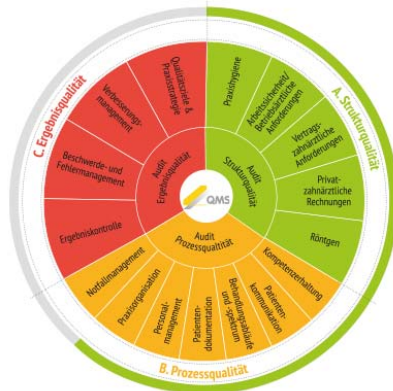 A. Strukturqualität
Audit
Strukturqualität
Praxishygiene
Arbeitssicherheit/
Betriebsärztliche
Anforderungen
Vertrags-
zahnärztliche
Anforderungen
Privat-
zahnärztliche
Rechnungen
Röntgen
B. Prozessqualität
Audit
Prozessqualtität
Kompetenzerhaltung
Patienten-
kommunikation
Behandlungsabläufe
und -spektrum
Patienten-
dokumentation
Personal-
management
Praxisorganisation
Notfallmanagement
C. Ergebnisqualität
Audit
Ergebnisqualität
Ergebniskontrolle
Beschwerde- und
Fehlermanagement
Verbesserungs-
management
Qualitätsziele &
Praxisstrategie
QMS